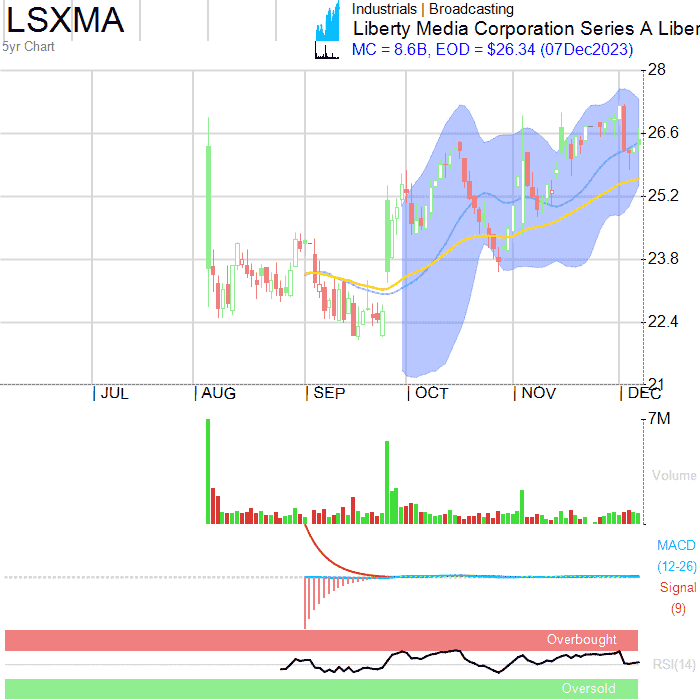 LSXMA
Industrials | Broadcasting
Liberty Media Corporation Series A Liber
5yr Chart
MC = 8.6B, EOD = $26.34 (07Dec2023)
28
26.6
25.2
23.8
22.4
21
| JUL
| AUG
| SEP
| OCT
| NOV
| DEC
7M
Volume
MACD
(12-26)
Signal
(9)
Overbought
RSI(14)
Oversold